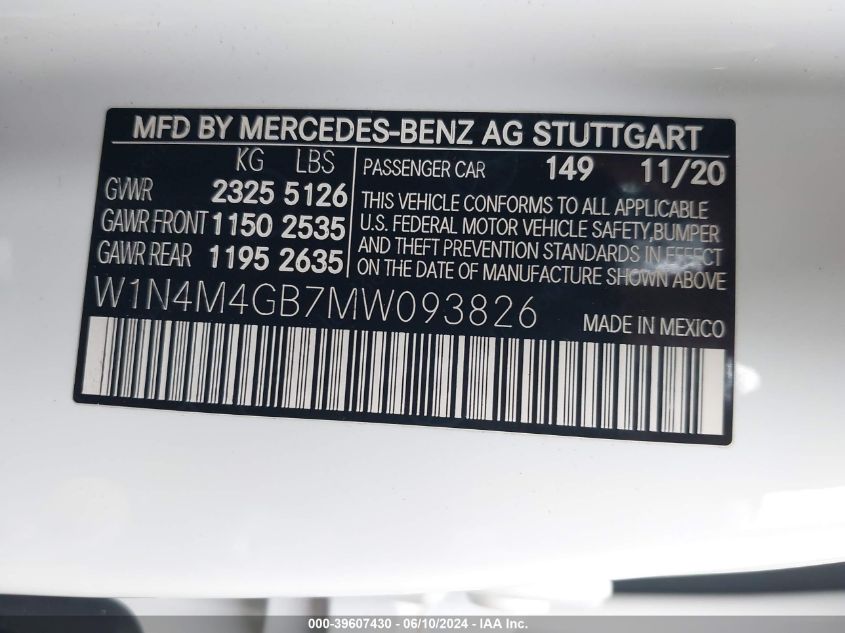 MFD BY MERCEDES-BENZ AG STUTTGART
KG LBS
GVWR 2325 5126
GAWR FRONT 1150 2535
GAWR REAR 1195 2635
PASSENGER CAR 149 11/20
THIS VEHICLE CONFORMS TO ALL APPLICABLE
U.S. FEDERAL MOTOR VEHICLE SAFETY,BUMPER
AND THEFT PREVENTION STANDARDS IN EFFECT
ON THE DATE OF MANUFACTURE SHOWN ABOVE
W1N4M4GB7MW093826
MADE IN MEXICO
000-39607430 - 06/10/2024 - IAA Inc.